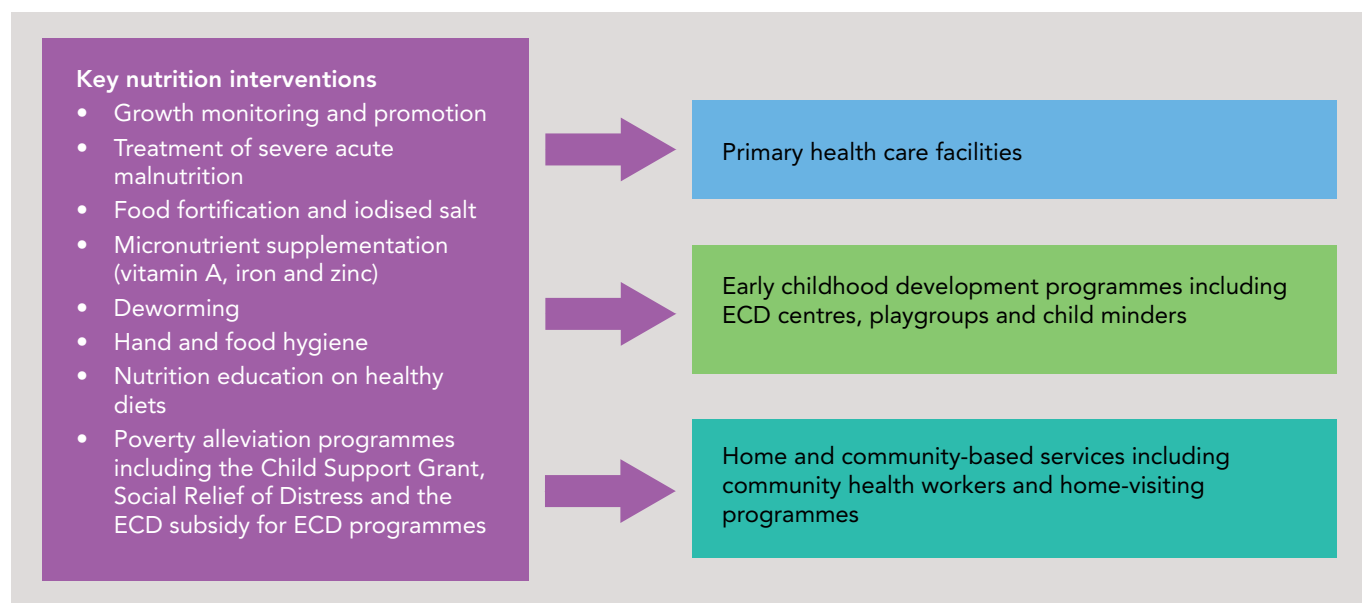 Key nutrition interventions
• Growth monitoring and promotion
• Treatment of severe acute
malnutrition
• Food fortification and iodised salt
• Micronutrient supplementation
(vitamin A, iron and zinc)
• Deworming
• Hand and food hygiene
• Nutrition education on healthy
diets
• Poverty alleviation programmes
including the Child Support Grant,
Social Relief of Distress and the
ECD subsidy for ECD programmes
Primary health care facilities
Early childhood development programmes including
ECD centres, playgroups and child minders
Home and community-based services including
community health workers and home-visiting
programmes